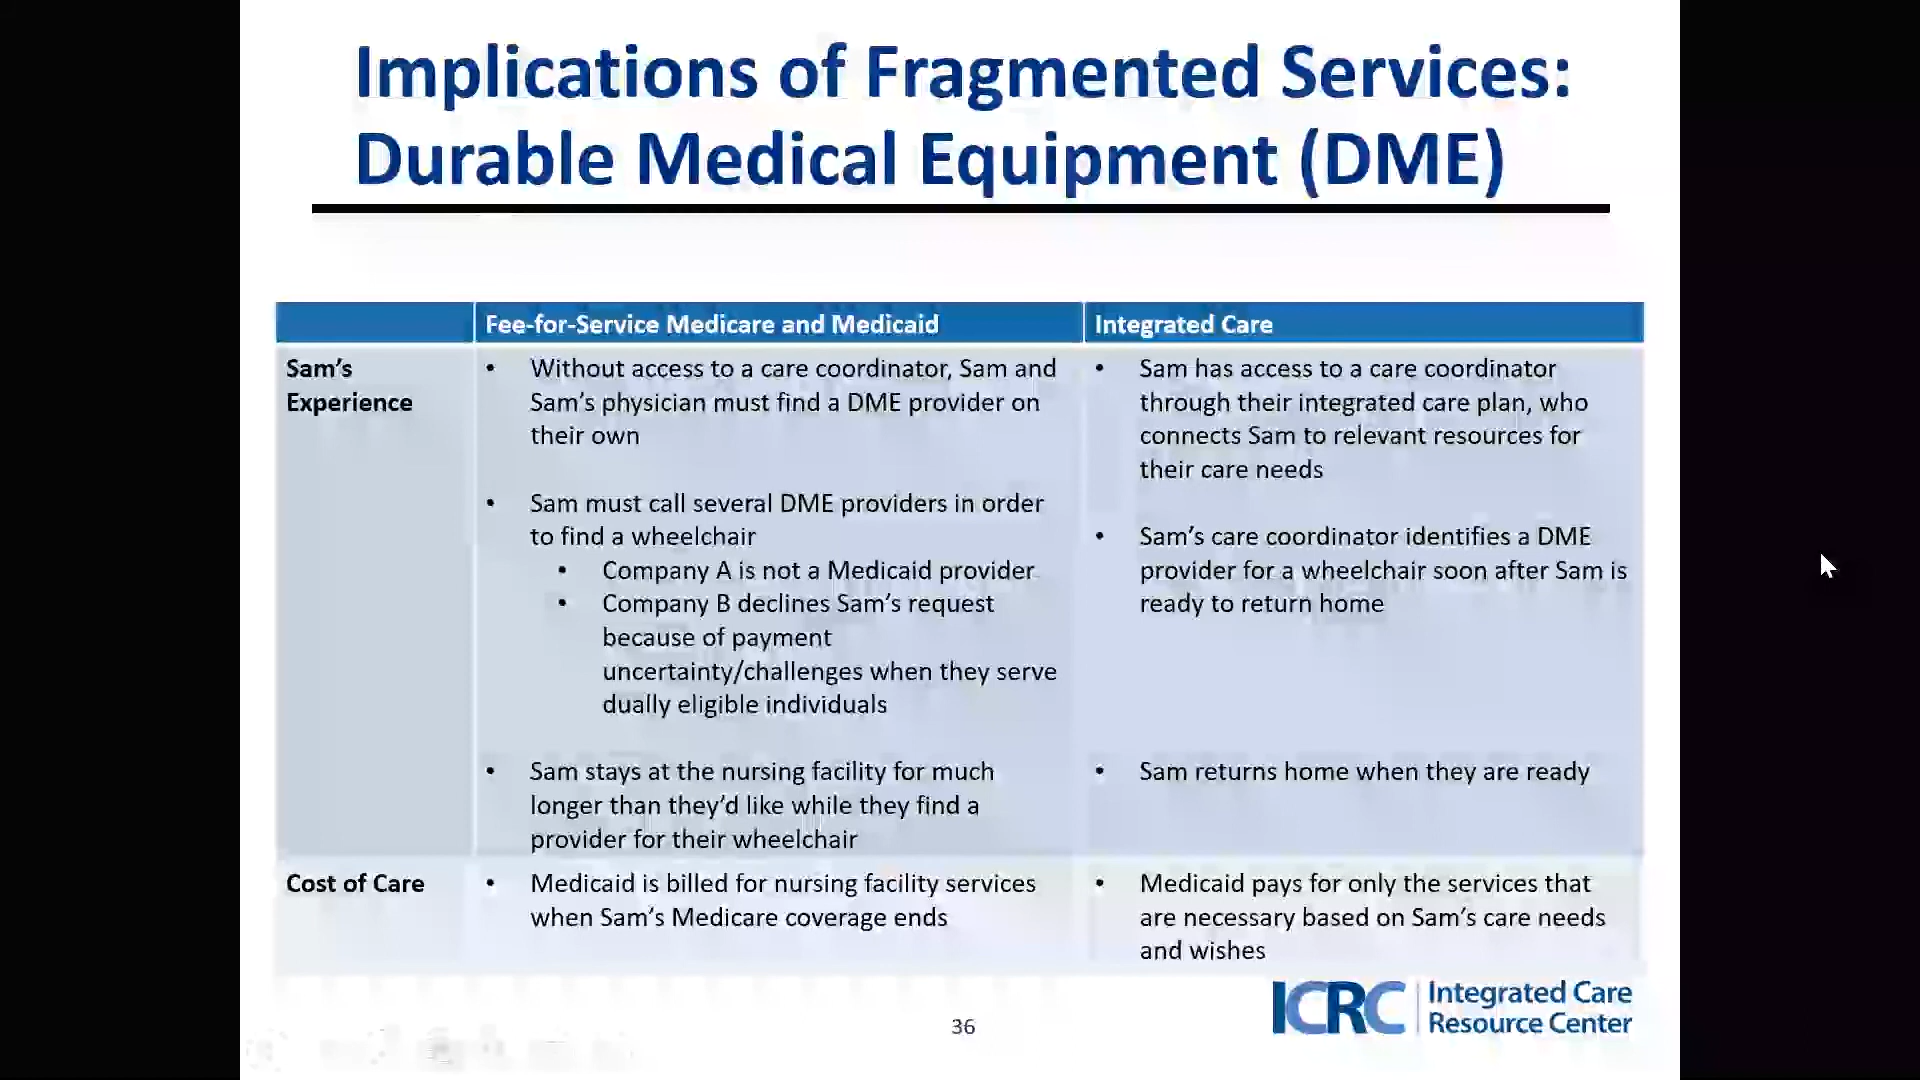 Implications of Fragmented Services:
Durable Medical Equipment (DME)
Fee-for-Service Medicare and Medicaid
Integrated Care
Sam's
Experience
• Without access to a care coordinator, Sam and
Sam's physician must find a DME provider on
their own
• Sam must call several DME providers in order
to find a wheelchair
• Company A is not a Medicaid provider
• Company B declines Sam's request
because of payment
uncertainty/challenges when they serve
dually eligible individuals
• Sam stays at the nursing facility for much
longer than they'd like while they find a
provider for their wheelchair
• Sam has access to a care coordinator
through their integrated care plan, who
connects Sam to relevant resources for
their care needs
• Sam's care coordinator identifies a DME
provider for a wheelchair soon after Sam is
ready to return home
• Sam returns home when they are ready
Cost of Care
• Medicaid is billed for nursing facility services
when Sam's Medicare coverage ends
• Medicaid pays for only the services that
are necessary based on Sam's care needs
and wishes
36
ICRC
Integrated Care
Resource Center